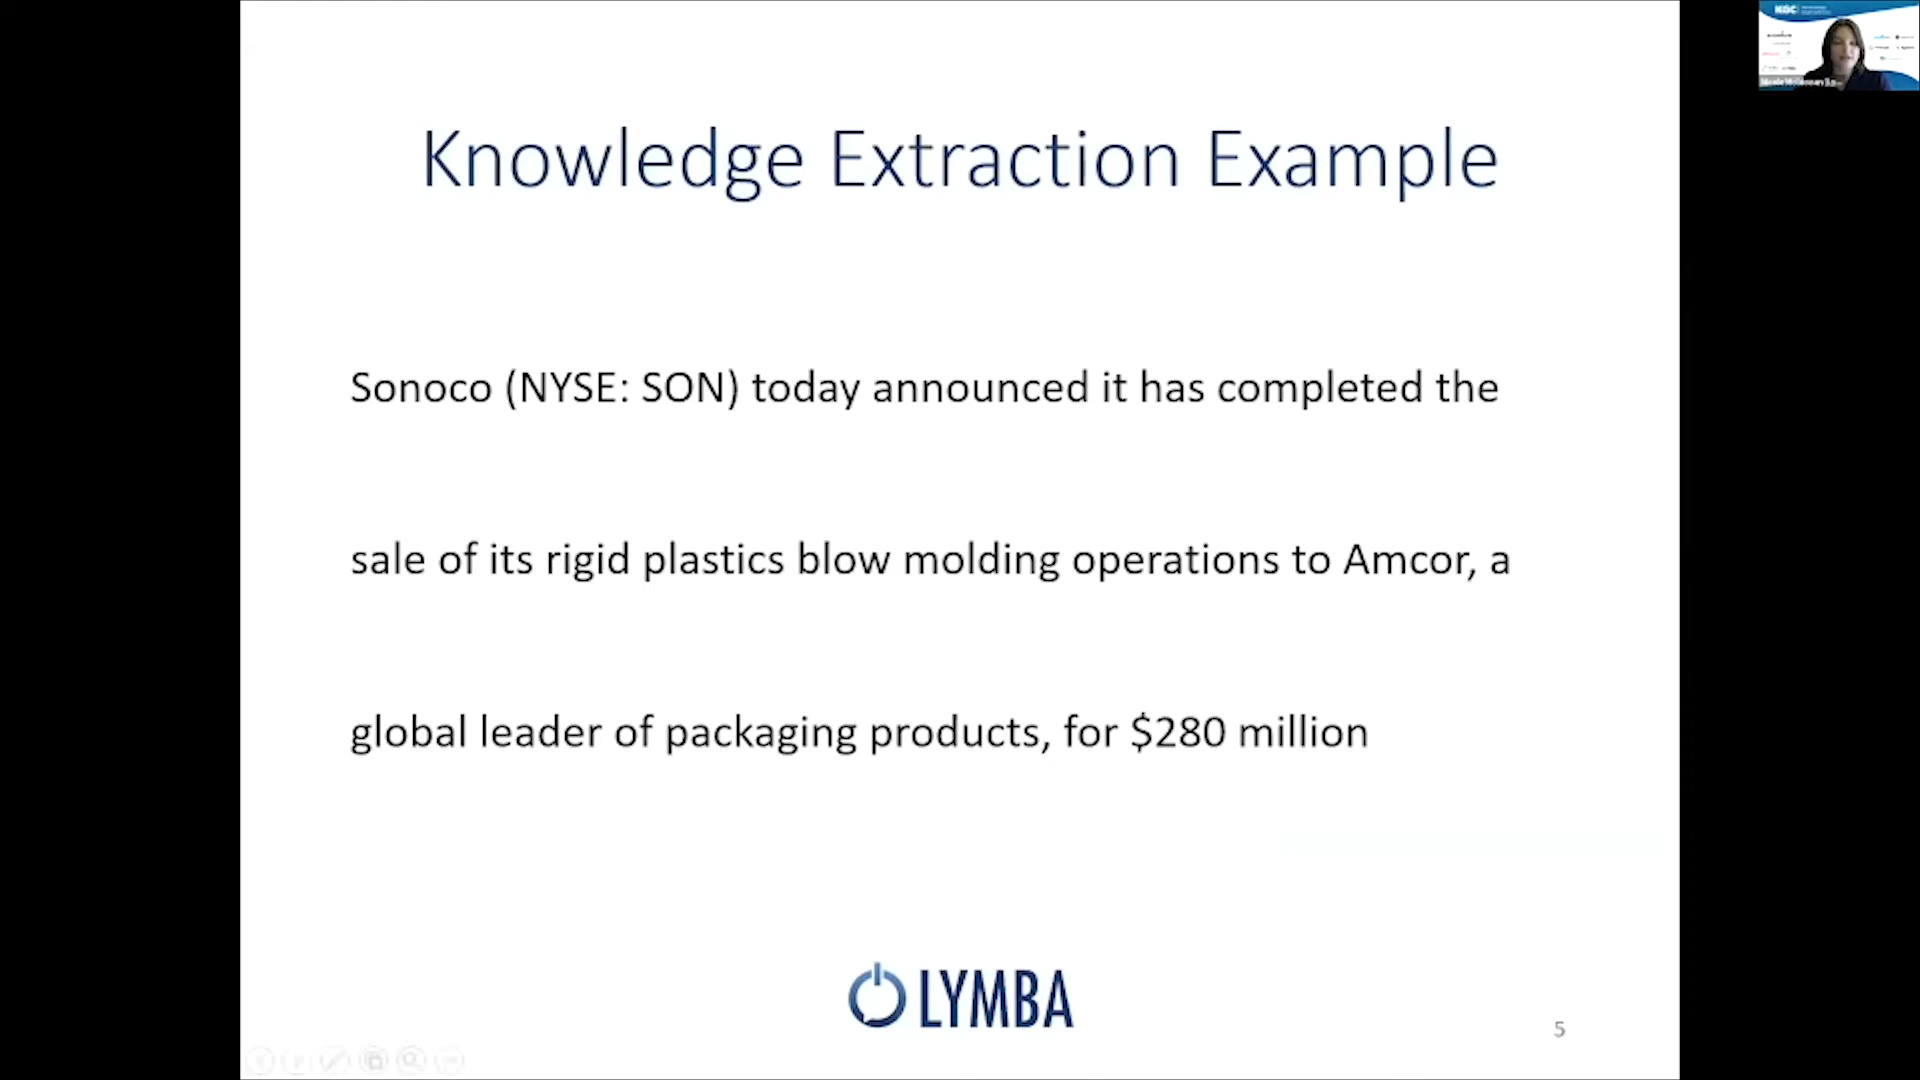 KGC
Knowledge Extraction Example
Sonoco (NYSE: SON) today announced it has completed the
sale of its rigid plastics blow molding operations to Amcor, a
global leader of packaging products, for $280 million
LYMBA
5